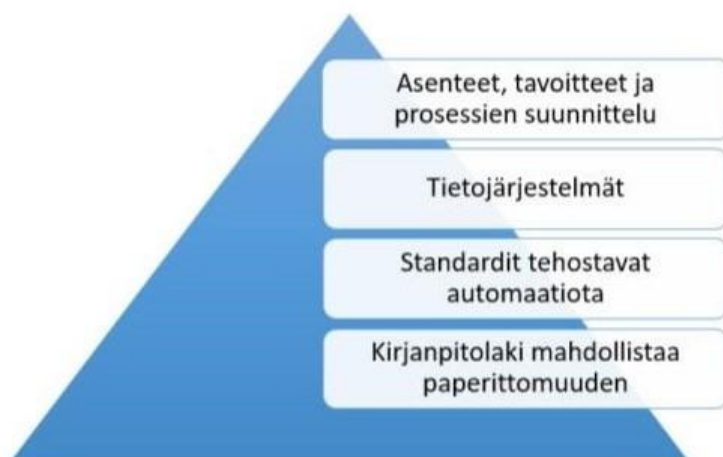 Asenteet, tavoitteet ja
prosessien suunnittelu
Tietojärjestelmät
Standardit tehostavat
automaatiota
Kirjanpitolaki mahdollistaa
paperittomuuden